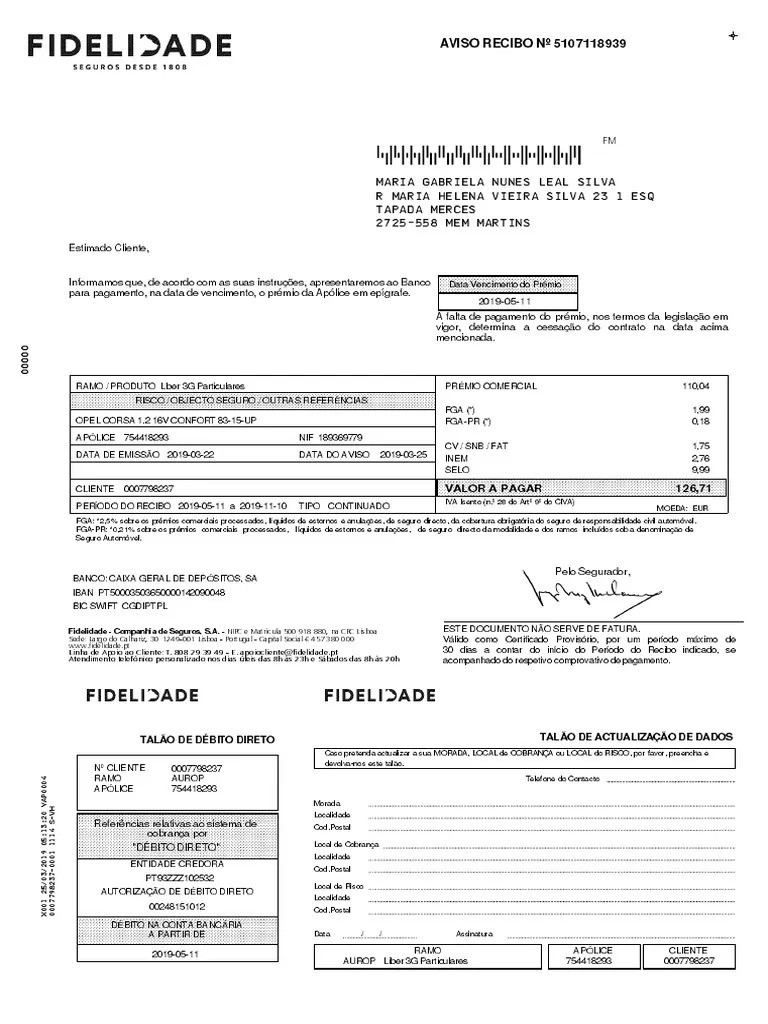 FIDELIDADE
SEGUROS DESDE 1808
AVISO RECIBO Nº 5107118939
FM
MARIA GABRIELA NUNES LEAL SILVA
R MARIA HELENA VIEIRA SILVA 23 1 ESQ
TAPADA MERCES
2725-558 MEM MARTINS
Estimado Cliente,
Informamos que, de acordo com as suas instruções, apresentaremos ao Banco
para pagamento, na data de vencimento, o prémio da Apólice em epígrafe.
Data Vencimento do Prémio
2019-05-11
A falta de pagamento do prémio, nos termos da legislação em
vigor, determina a cessação do contrato na data acima
mencionada.
00000
RAMO / PRODUTO Liber 3G Particulares
RISCO / OBJECTO SEGURO / OUTRAS REFERÊNCIAS
OPEL CORSA 1.2 16V CONFORT 83-15-UP
APÓLICE 754418293 NIF 189369779
DATA DE EMISSÃO 2019-03-22 DATA DO AVISO 2019-03-25
CLIENTE 0007798237
PERÍODO DO RECIBO 2019-05-11 a 2019-11-10 TIPO CONTINUADO
PRÉMIO COMERCIAL 110,04
FGA (*) 1,99
FGA-PR (*) 0,18
CV / SNB / FAT 1,75
INEM 2,76
SELO 9,99
VALOR A PAGAR 126,71
IVA Isento (n.º 28 do Artº 9º do CIVA)
MOEDA: EUR
FGA: *2,5% sobre os prémios comerciais processados, líquidos de estornos e anulações, de seguro directo, da cobertura obrigatória do seguro de responsabilidade civil automóvel.
FGA-PR: *0,21% sobre os prémios comerciais processados, líquidos de estornos e anulações, de seguro directo da modalidade e dos ramos incluídos sob a denominação de
Seguro Automóvel.
BANCO: CAIXA GERAL DE DEPÓSITOS, SA
IBAN PT50003503650000142090048
BIC SWIFT CGDIPTPL
Pelo Segurador,
Fidelidade - Companhia de Seguros, S.A. - NIPC e Matrícula 500 918 880, na CRC Lisboa
Sede: Largo do Calhariz, 30 1249-001 Lisboa - Portugal - Capital Social € 457 380 000
www.fidelidade.pt
Linha de Apoio ao Cliente: T. 808 29 39 49 - E. apoiocliente@fidelidade.pt
Atendimento telefónico personalizado nos dias úteis das 8h às 23h e Sábados das 8h às 20h
ESTE DOCUMENTO NÃO SERVE DE FATURA.
Válido como Certificado Provisório, por um período máximo de
30 dias a contar do início do Período do Recibo indicado, se
acompanhado do respetivo comprovativo de pagamento.
FIDELIDADE
FIDELIDADE
TALÃO DE DÉBITO DIRETO
Nº CLIENTE 0007798237
RAMO AUROP
APÓLICE 754418293
Referências relativas ao sistema de
cobrança por
"DÉBITO DIRETO"
ENTIDADE CREDORA
PT93ZZZ102532
AUTORIZAÇÃO DE DÉBITO DIRETO
00248151012
DÉBITO NA CONTA BANCÁRIA
A PARTIR DE
2019-05-11
X001 25/03/2019 05:13:20 VAP0004
0007798237-0001 1114 S-VH
TALÃO DE ACTUALIZAÇÃO DE DADOS
Caso pretenda actualizar a sua MORADA, LOCAL de COBRANÇA ou LOCAL do RISCO, por favor, preencha e
devolva-nos este talão.
Telefone do Contacto
Morada
Localidade
Cod.Postal
Local de Cobrança
Localidade
Cod.Postal
Local de Risco
Localidade
Cod.Postal
Data / / Assinatura
RAMO
AUROP Liber 3G Particulares
APÓLICE
754418293
CLIENTE
0007798237